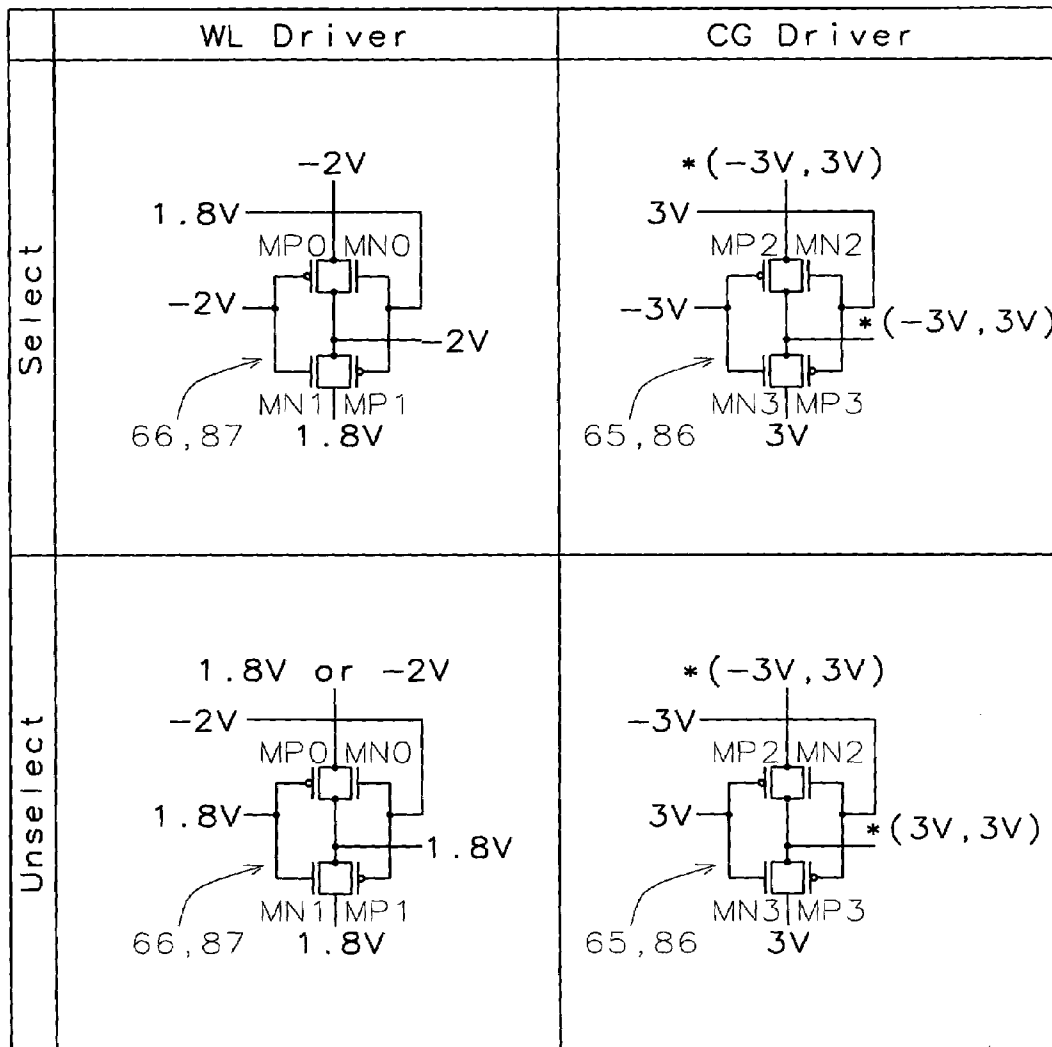 WL Driver
CG Driver
Select
-2V
1.8V
MP0 MN0
-2V
-2V
MN1 MP1
66,87
1.8V
*(-3V,3V)
3V
MP2 MN2
-3V
*(-3V,3V)
MN3 MP3
65,86
3V
Unselect
1.8V or -2V
-2V
MP0 MN0
1.8V
1.8V
MN1 MP1
66,87
1.8V
*(-3V,3V)
-3V
MP2 MN2
3V
*(3V,3V)
MN3 MP3
65,86
3V